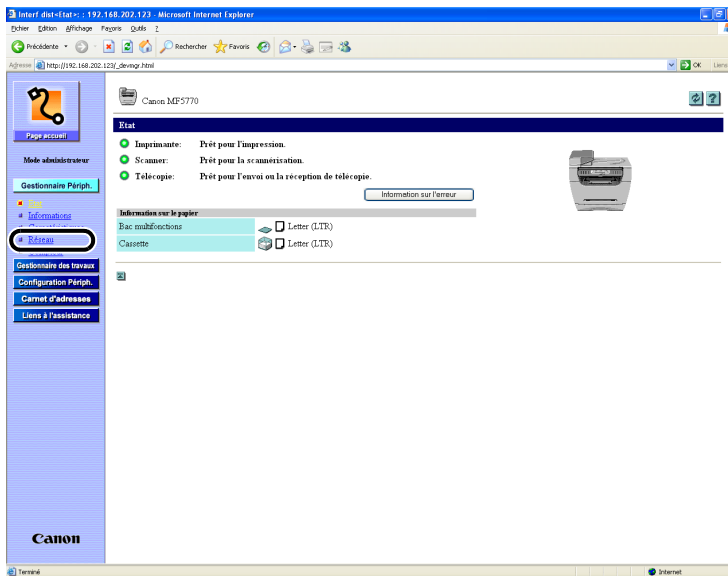 Interf dist<Etat>: : 192.168.202.123 - Microsoft Internet Explorer
Fichier Edition Affichage Favoris Outils ?
Précédente Rechercher Favoris
Adresse http://192.168.202.123/_devmgr.html OK Liens
Page accueil
Canon MF5770
Mode administrateur
Etat
Imprimante: Prêt pour l'impression.
Scanner: Prêt pour la scannérisation.
Télécopie: Prêt pour l'envoi ou la réception de télécopie.
Information sur l'erreur
Gestionnaire Périph.
Etat
Informations
Réseau
Gestionnaire des travaux
Configuration Périph.
Carnet d'adresses
Liens à l'assistance
Information sur le papier
Bac multifonctions Letter (LTR)
Cassette Letter (LTR)
Canon
Terminé Internet